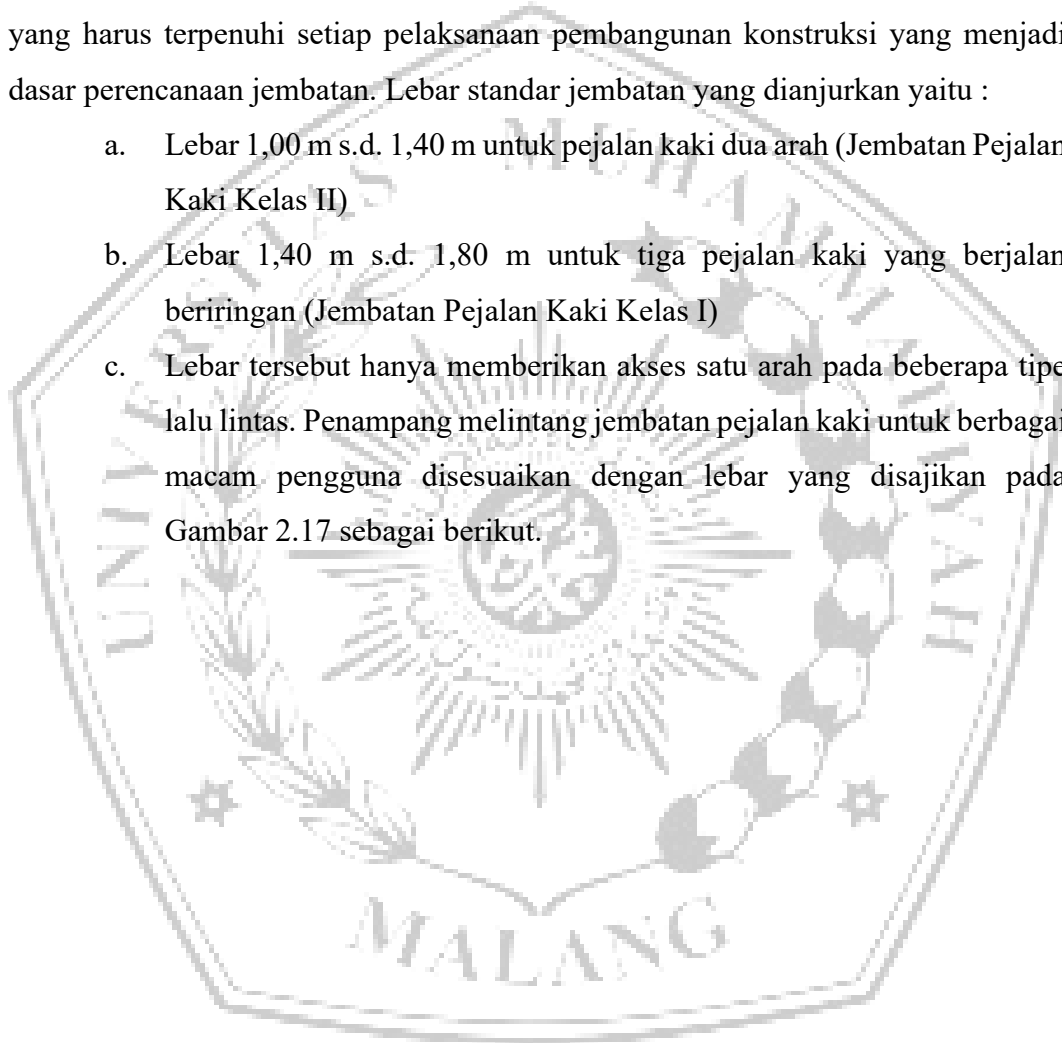 yang harus terpenuhi setiap pelaksanaan pembangunan konstruksi yang menjadi
dasar perencanaan jembatan. Lebar standar jembatan yang dianjurkan yaitu :
a. Lebar 1,00 m s.d. 1,40 m untuk pejalan kaki dua arah (Jembatan Pejalan
Kaki Kelas II)
b. Lebar 1,40 m s.d. 1,80 m untuk tiga pejalan kaki yang berjalan
beriringan (Jembatan Pejalan Kaki Kelas I)
c. Lebar tersebut hanya memberikan akses satu arah pada beberapa tipe
lalu lintas. Penampang melintang jembatan pejalan kaki untuk berbagai
macam pengguna disesuaikan dengan lebar yang disajikan pada
Gambar 2.17 sebagai berikut.
UNIVERSITAS MUHAMMADIYAH
MALANG